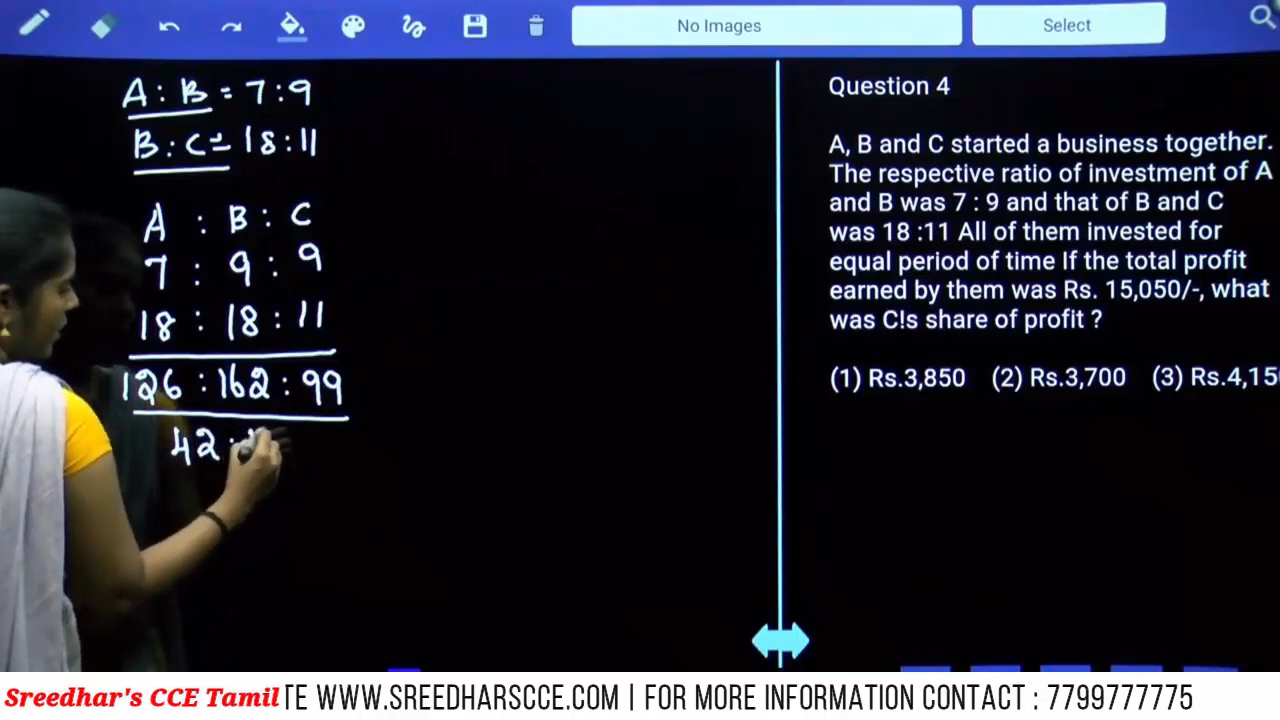 No Images
Select
A : B = 7 : 9
B : C = 18 : 11
A : B : C
7 : 9 : 9
18 : 18 : 11
126 : 162 : 99
42 :
Question 4
A, B and C started a business together.
The respective ratio of investment of A
and B was 7 : 9 and that of B and C
was 18 :11 All of them invested for
equal period of time If the total profit
earned by them was Rs. 15,050/-, what
was C!s share of profit ?
(1) Rs.3,850 (2) Rs.3,700 (3) Rs.4,15
Sreedhar's CCE Tamil TE WWW.SREEDHARSCCE.COM | FOR MORE INFORMATION CONTACT : 7799777775